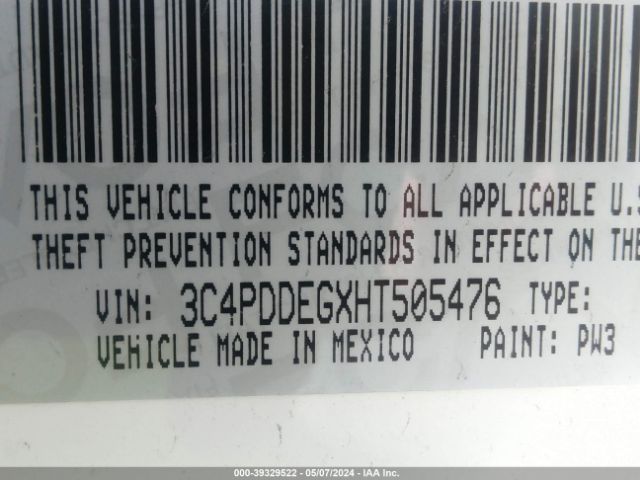 THIS VEHICLE CONFORMS TO ALL APPLICABLE U.S
THEFT PREVENTION STANDARDS IN EFFECT ON THE
VIN: 3C4PDDEGXHT505476 TYPE:
VEHICLE MADE IN MEXICO PAINT: PW3
000-39329522 - 05/07/2024 - IAA Inc.